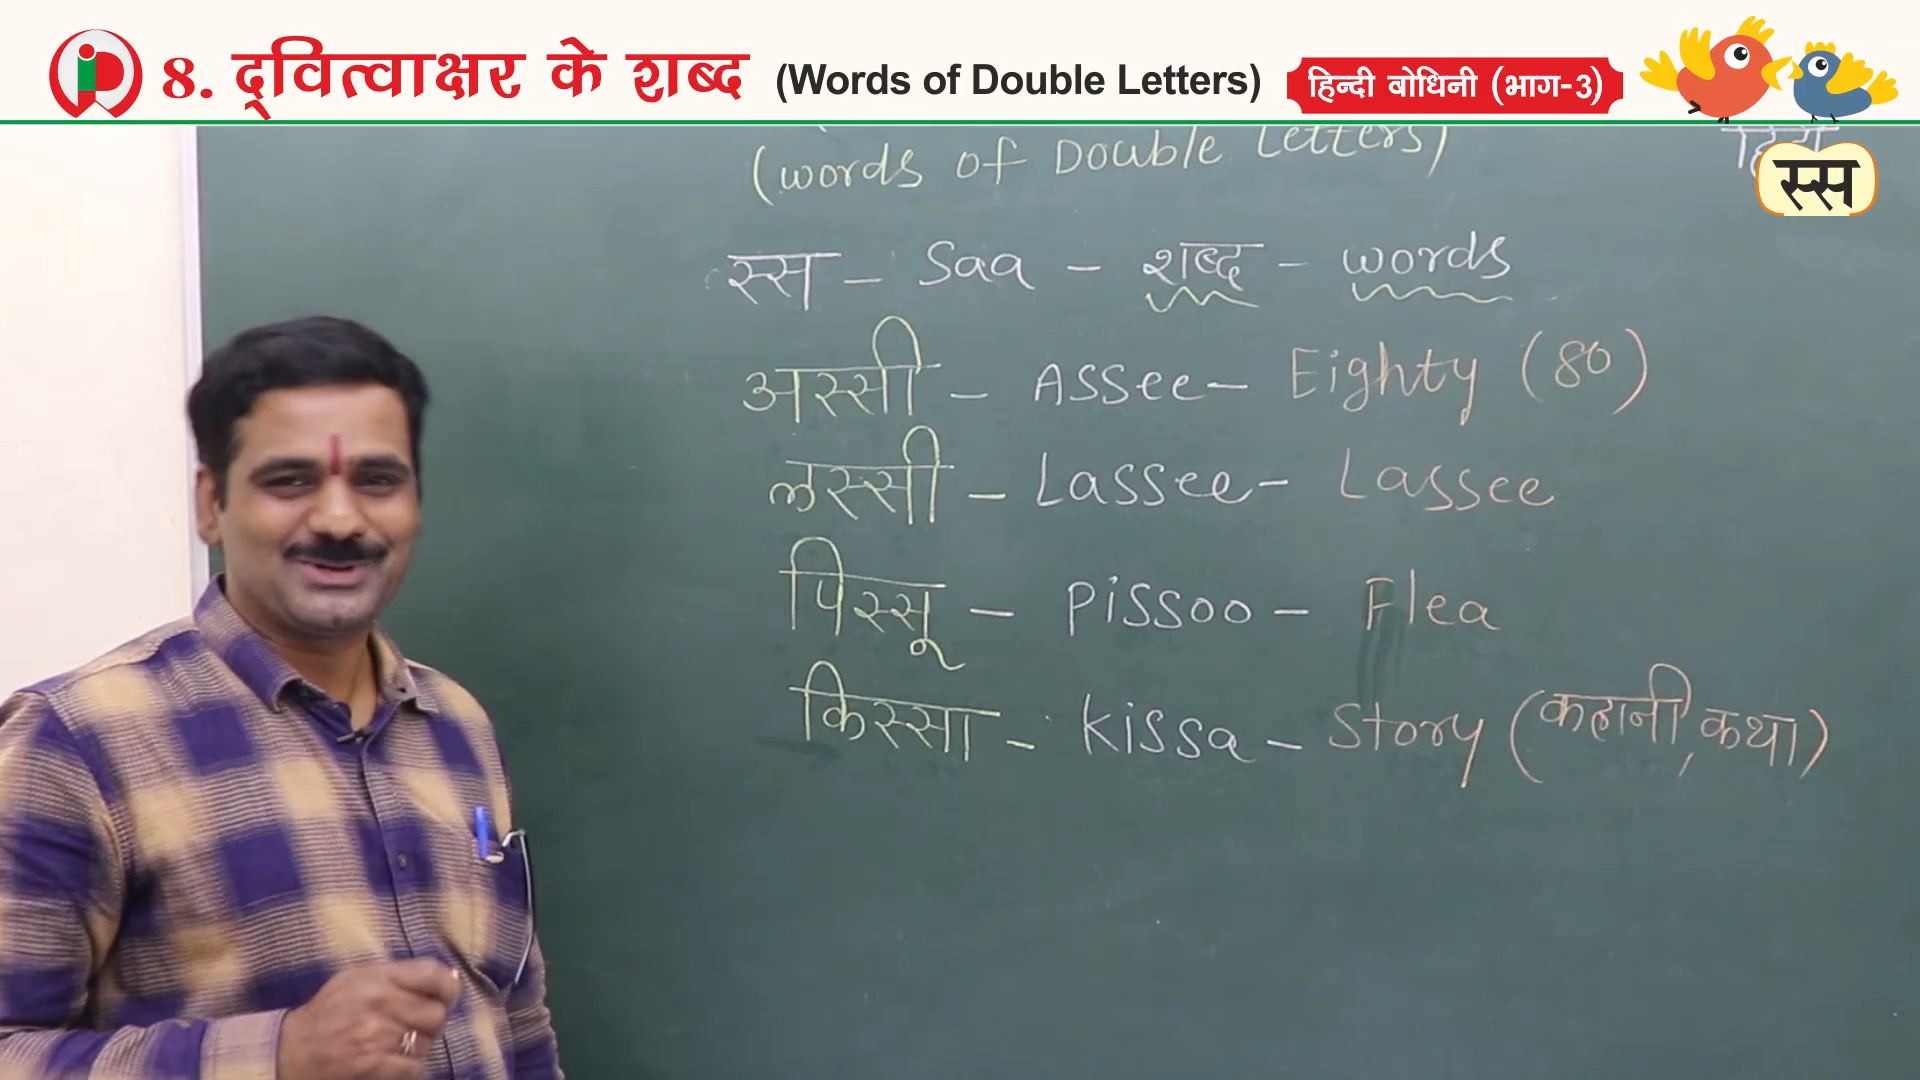 8. द्वित्वाक्षर के शब्द (Words of Double Letters) हिन्दी बोधिनी (भाग-3)
(words of Double Letters)
स्स
स्स - Saa - शब्द - words
अस्सी - Assee - Eighty (80)
लस्सी - Lassee - Lassee
पिस्सू - Pissoo - Flea
किस्सा - Kissa - Story (कहानी, कथा)